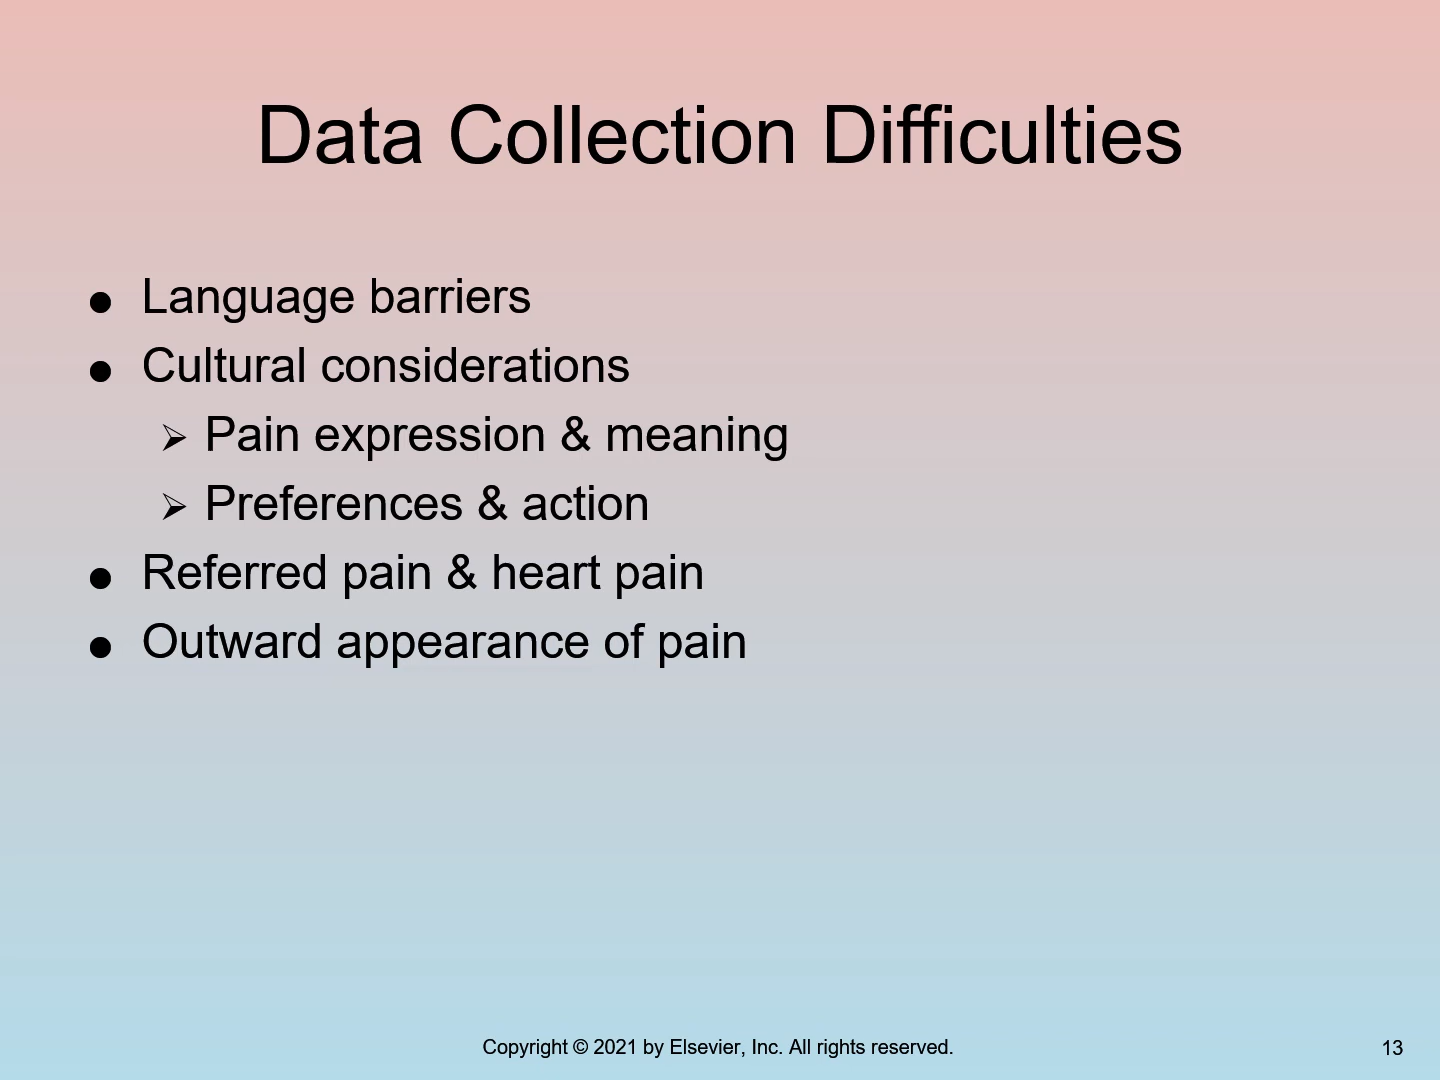 Data Collection Difficulties
● Language barriers
● Cultural considerations
➢ Pain expression & meaning
➢ Preferences & action
● Referred pain & heart pain
● Outward appearance of pain
Copyright © 2021 by Elsevier, Inc. All rights reserved.
13